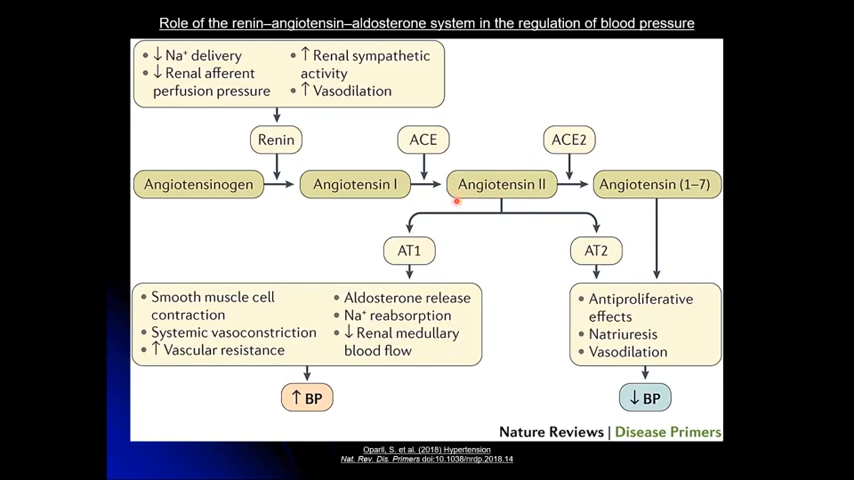 Role of the renin–angiotensin–aldosterone system in the regulation of blood pressure
• ↓ Na⁺ delivery
• ↓ Renal afferent
perfusion pressure
• ↑ Renal sympathetic
activity
• ↑ Vasodilation
Renin
ACE
ACE2
Angiotensinogen
Angiotensin I
Angiotensin II
Angiotensin (1–7)
AT1
AT2
• Smooth muscle cell
contraction
• Systemic vasoconstriction
• ↑ Vascular resistance
• Aldosterone release
• Na⁺ reabsorption
• ↓ Renal medullary
blood flow
• Antiproliferative
effects
• Natriuresis
• Vasodilation
↑ BP
↓ BP
Nature Reviews | Disease Primers
Oparil, S. et al. (2018) Hypertension
Nat. Rev. Dis. Primers doi:10.1038/nrdp.2018.14